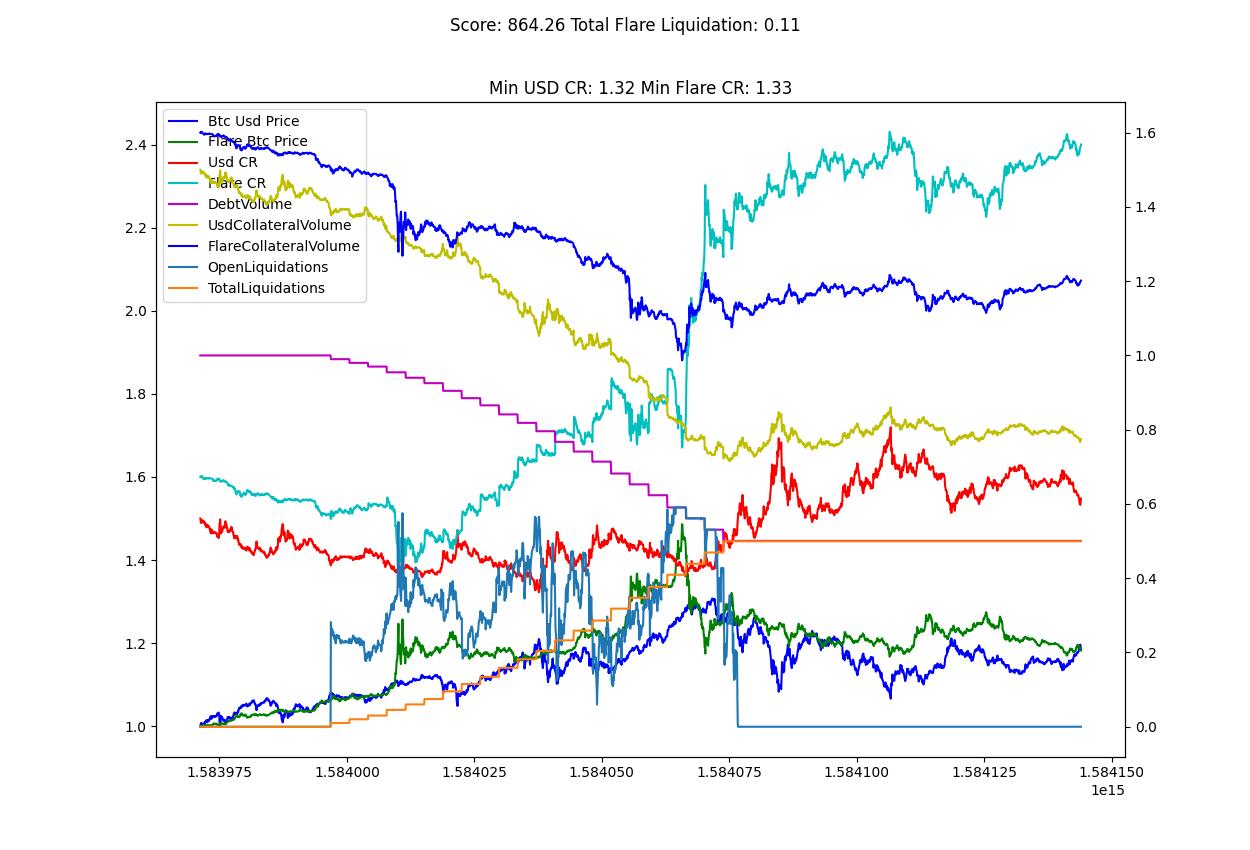 Score: 864.26 Total Flare Liquidation: 0.11
Min USD CR: 1.32 Min Flare CR: 1.33
Btc Usd Price
Flare Btc Price
Usd CR
Flare CR
DebtVolume
UsdCollateralVolume
FlareCollateralVolume
OpenLiquidations
TotalLiquidations
2.4
2.2
2.0
1.8
1.6
1.4
1.2
1.0
1.6
1.4
1.2
1.0
0.8
0.6
0.4
0.2
0.0
1.583975 1.584000 1.584025 1.584050 1.584075 1.584100 1.584125 1.584150
1e15